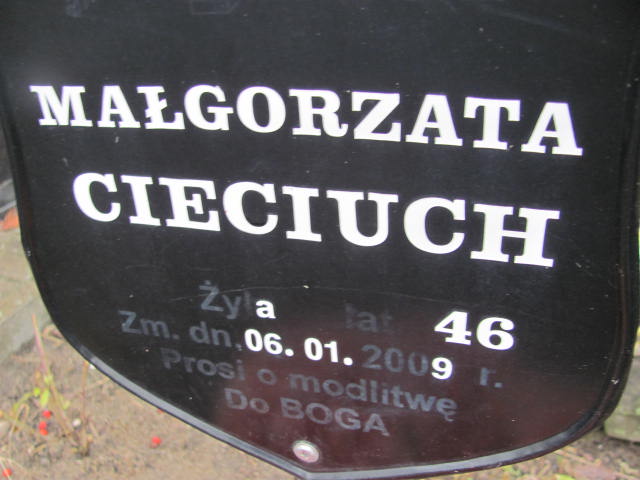 MAŁGORZATA
CIECIUCH
Żyła lat 46
Zm. dn. 06. 01. 2009 r.
Prosi o modlitwę
Do BOGA